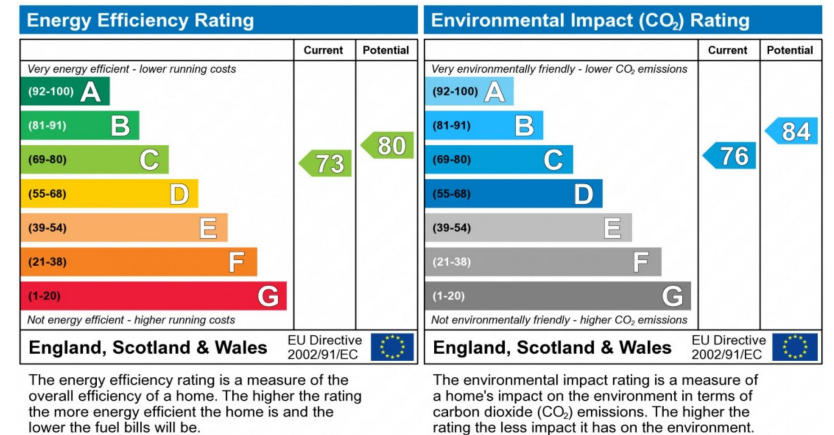 Energy Efficiency Rating
Current Potential
Very energy efficient - lower running costs
(92-100) A
(81-91) B
(69-80) C
(55-68) D
(39-54) E
(21-38) F
(1-20) G
73
80
Not energy efficient - higher running costs
England, Scotland & Wales
EU Directive
2002/91/EC
The energy efficiency rating is a measure of the
overall efficiency of a home. The higher the rating
the more energy efficient the home is and the
lower the fuel bills will be.
Environmental Impact (CO₂) Rating
Current Potential
Very environmentally friendly - lower CO₂ emissions
(92-100) A
(81-91) B
(69-80) C
(55-68) D
(39-54) E
(21-38) F
(1-20) G
76
84
Not environmentally friendly - higher CO₂ emissions
England, Scotland & Wales
EU Directive
2002/91/EC
The environmental impact rating is a measure of
a home's impact on the environment in terms of
carbon dioxide (CO₂) emissions. The higher the
rating the less impact it has on the environment.